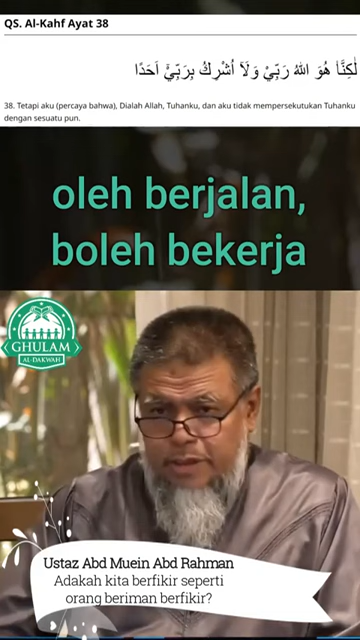 QS. Al-Kahf Ayat 38
لٰكِنَّا۠ هُوَ اللّٰهُ رَبِّيْ وَلَآ اُشْرِكُ بِرَبِّيْٓ اَحَدًا
38. Tetapi aku (percaya bahwa), Dialah Allah, Tuhanku, dan aku tidak mempersekutukan Tuhanku
dengan sesuatu pun.
oleh berjalan,
boleh bekerja
GHULAM
AL-DAKWAH
Ustaz Abd Muein Abd Rahman
Adakah kita berfikir seperti
orang beriman berfikir?